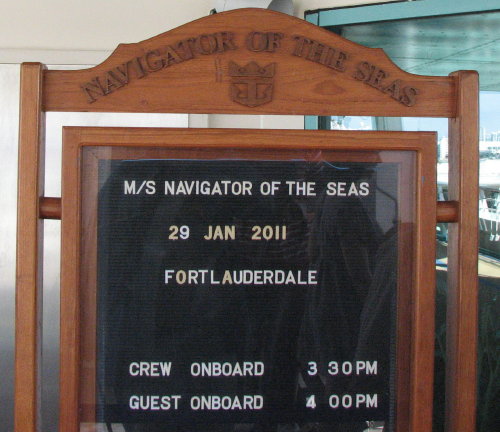 NAVIGATOR OF THE SEAS
M/S NAVIGATOR OF THE SEAS
29 JAN 2011
FORTLAUDERDALE
CREW ONBOARD 3 30PM
GUEST ONBOARD 4 00PM